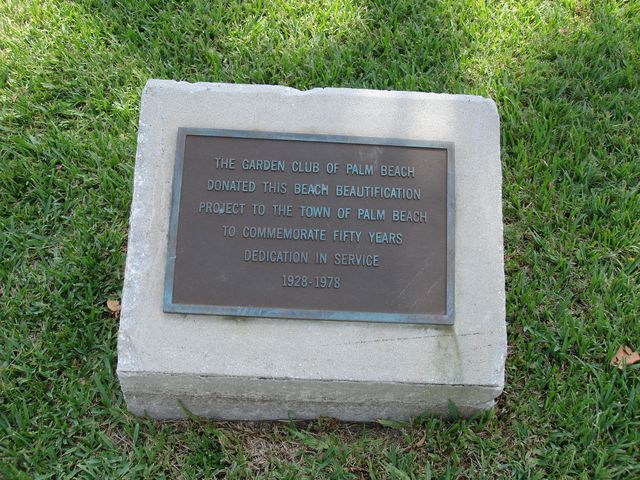 THE GARDEN CLUB OF PALM BEACH
DONATED THIS BEACH BEAUTIFICATION
PROJECT TO THE TOWN OF PALM BEACH
TO COMMEMORATE FIFTY YEARS
DEDICATION IN SERVICE
1928-1978